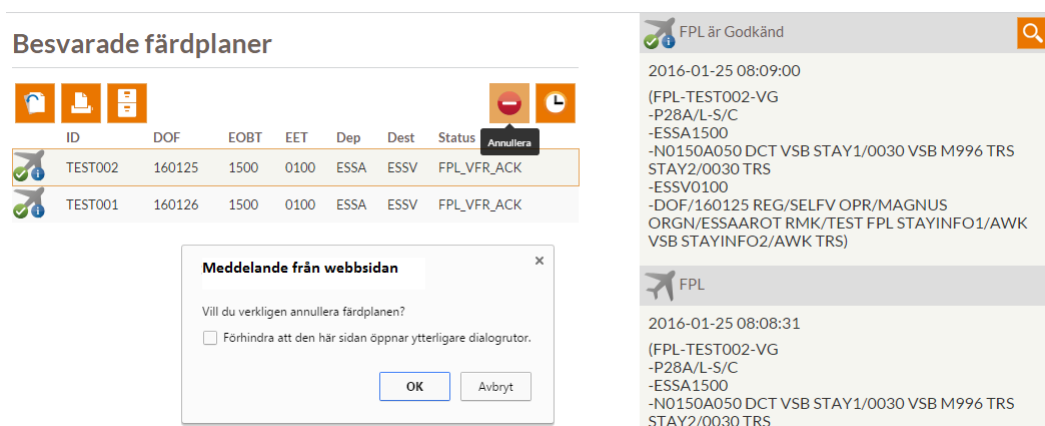 Besvarade färdplaner
ID DOF EOBT EET Dep Dest Status
Annullera
TEST002 160125 1500 0100 ESSA ESSV FPL_VFR_ACK
TEST001 160126 1500 0100 ESSA ESSV FPL_VFR_ACK
Meddelande från webbsidan
×
Vill du verkligen annullera färdplanen?
Förhindra att den här sidan öppnar ytterligare dialogrutor.
OK Avbryt
FPL är Godkänd
2016-01-25 08:09:00
(FPL-TEST002-VG
-P28A/L-S/C
-ESSA1500
-N0150A050 DCT VSB STAY1/0030 VSB M996 TRS
STAY2/0030 TRS
-ESSV0100
-DOF/160125 REG/SELFV OPR/MAGNUS
ORGN/ESSAAROT RMK/TEST FPL STAYINFO1/AWK
VSB STAYINFO2/AWK TRS)
FPL
2016-01-25 08:08:31
(FPL-TEST002-VG
-P28A/L-S/C
-ESSA1500
-N0150A050 DCT VSB STAY1/0030 VSB M996 TRS
STAY2/0030 TRS